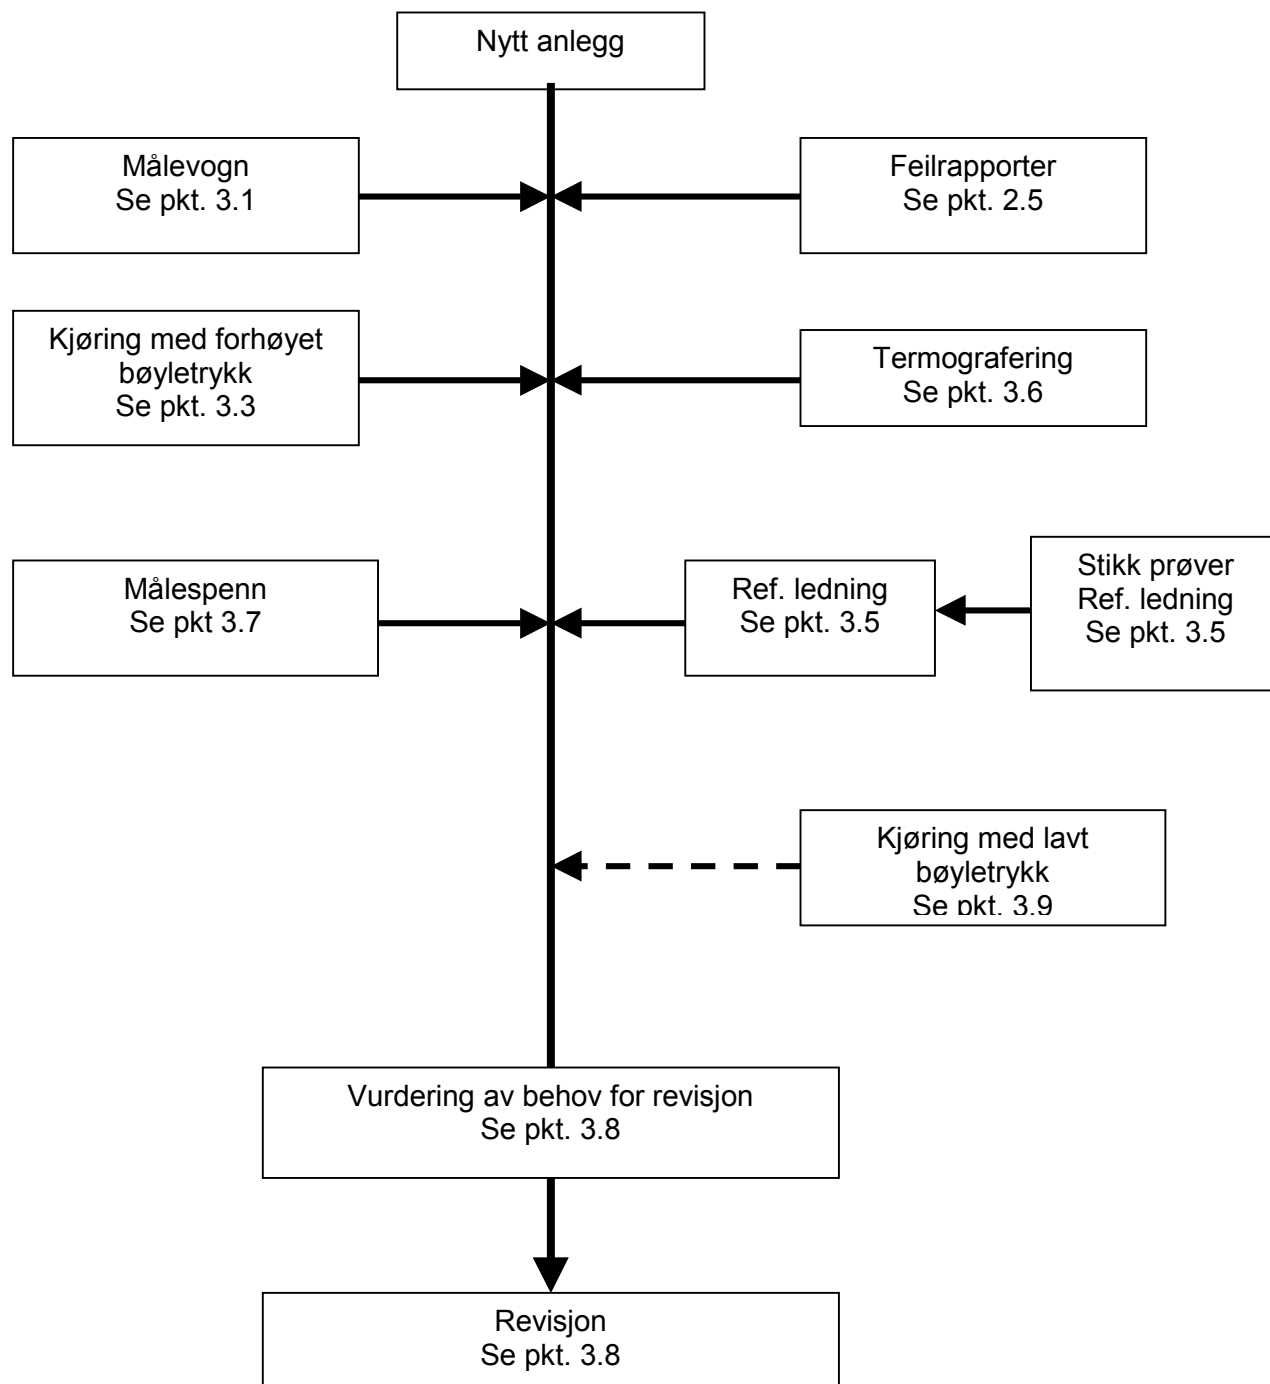 Nytt anlegg
Målevogn
Se pkt. 3.1
Feilrapporter
Se pkt. 2.5
Kjøring med forhøyet
bøyletrykk
Se pkt. 3.3
Termografering
Se pkt. 3.6
Målespenn
Se pkt 3.7
Ref. ledning
Se pkt. 3.5
Stikk prøver
Ref. ledning
Se pkt. 3.5
Kjøring med lavt
bøyletrykk
Se pkt. 3.9
Vurdering av behov for revisjon
Se pkt. 3.8
Revisjon
Se pkt. 3.8